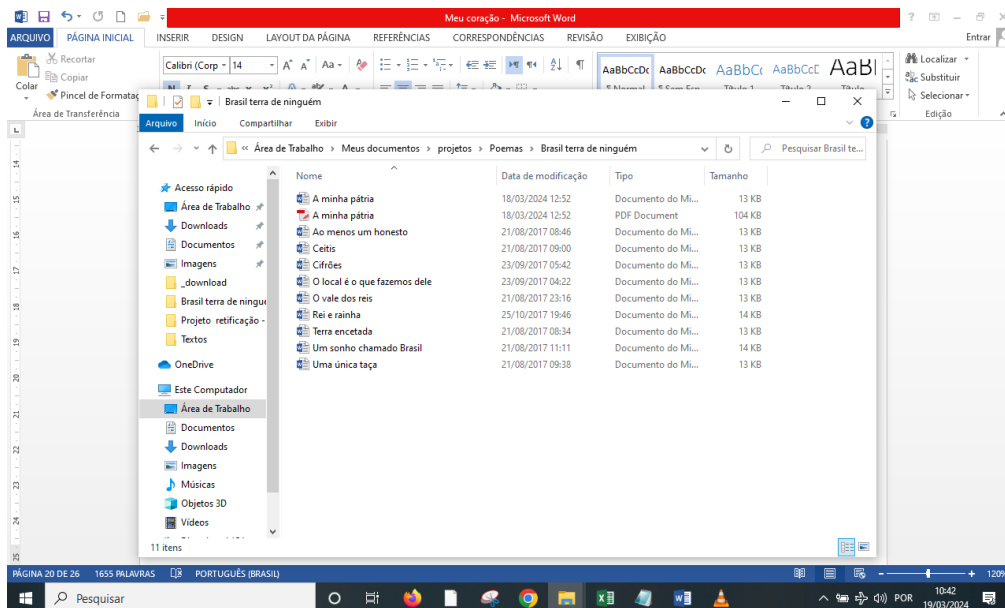 Meu coração - Microsoft Word
ARQUIVO PÁGINA INICIAL INSERIR DESIGN LAYOUT DA PÁGINA REFERÊNCIAS CORRESPONDÊNCIAS REVISÃO EXIBIÇÃO Entrar
Colar
Recortar
Copiar
Pincel de Formataç
Área de Transferência
Calibri (Corp 14
AaBbCcDc AaBbCcDc AaBbCc AaBbCcD AaBl
Localizar
Substituir
Selecionar
Edição
Brasil terra de ninguém
Arquivo Início Compartilhar Exibir
« Área de Trabalho > Meus documentos > projetos > Poemas > Brasil terra de ninguém
Pesquisar Brasil te...
Nome Data de modificação Tipo Tamanho
A minha pátria 18/03/2024 12:52 Documento do Mi... 13 KB
A minha pátria 18/03/2024 12:52 PDF Document 104 KB
Ao menos um honesto 21/08/2017 08:46 Documento do Mi... 13 KB
Ceitis 21/08/2017 09:00 Documento do Mi... 13 KB
Cifrões 23/09/2017 05:42 Documento do Mi... 13 KB
O local é o que fazemos dele 23/09/2017 04:22 Documento do Mi... 13 KB
O vale dos reis 21/08/2017 23:16 Documento do Mi... 13 KB
Rei e rainha 25/10/2017 19:46 Documento do Mi... 14 KB
Terra encetada 21/08/2017 08:34 Documento do Mi... 13 KB
Um sonho chamado Brasil 21/08/2017 11:11 Documento do Mi... 14 KB
Uma única taça 21/08/2017 09:38 Documento do Mi... 13 KB
Acesso rápido
Área de Trabalho
Downloads
Documentos
Imagens
_download
Brasil terra de ningué
Projeto retificação -
Textos
OneDrive
Este Computador
Área de Trabalho
Documentos
Downloads
Imagens
Músicas
Objetos 3D
Vídeos
11 itens
PÁGINA 20 DE 26 1655 PALAVRAS PORTUGUÊS (BRASIL) 120%
Pesquisar
POR
10:42
19/03/2024